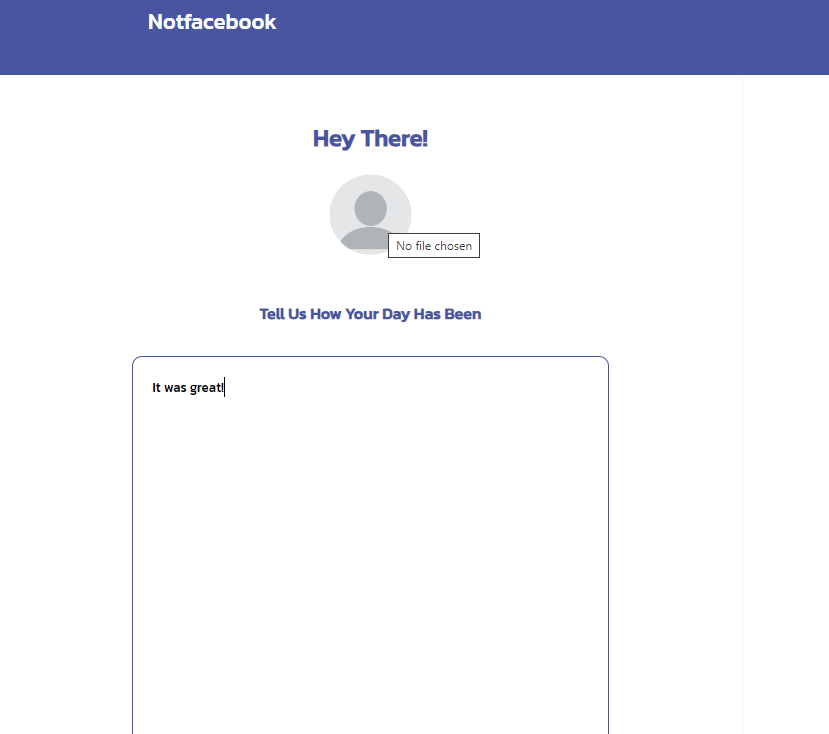 Notfacebook
Hey There!
No file chosen
Tell Us How Your Day Has Been
It was great!